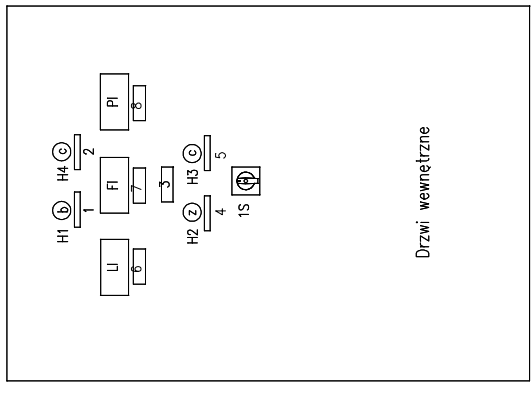 H1 b H4 c
1 2
LI FI PI
6 7 8
3
H2 z H3 c
4 5
1S
Drzwi wewnętrzne